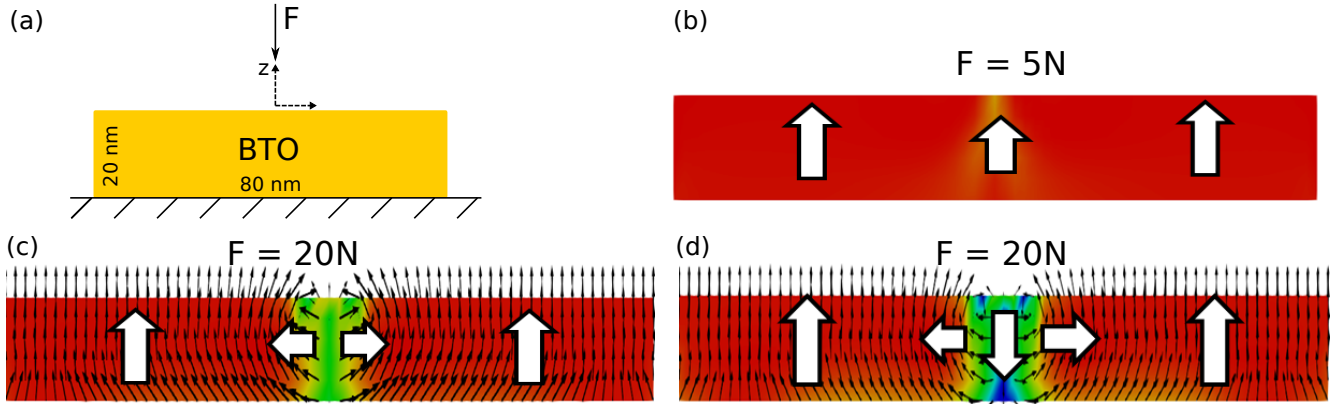 (a)
F
z
20 nm
BTO
80 nm
(b)
F = 5N
(c)
F = 20N
(d)
F = 20N